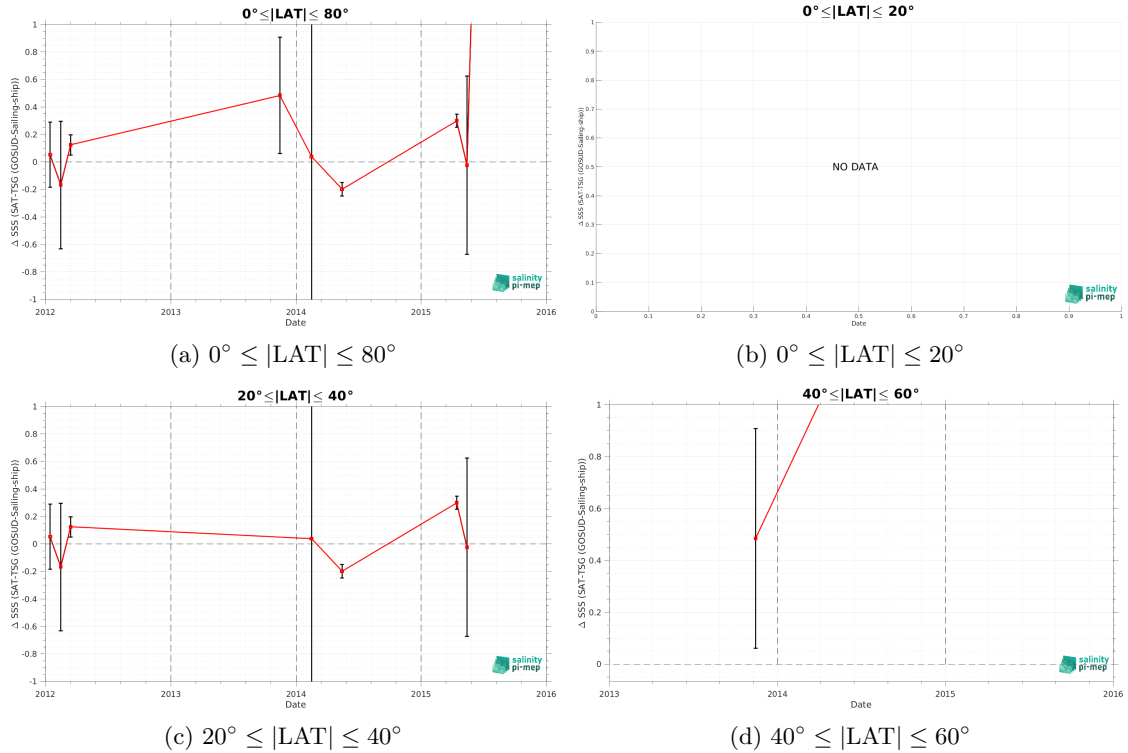 0°≤|LAT|≤ 80°
Δ SSS (SAT-TSG (GOSUD-Sailing-ship))
1
0.8
0.6
0.4
0.2
0
-0.2
-0.4
-0.6
-0.8
-1
2012
2013
2014
2015
2016
Date
salinity
pi-mep
(a) 0° ≤ |LAT| ≤ 80°
0°≤|LAT|≤ 20°
Δ SSS (SAT-TSG (GOSUD-Sailing-ship))
1
0.9
0.8
0.7
0.6
0.5
0.4
0.3
0.2
0.1
0
NO DATA
0
0.1
0.2
0.3
0.4
0.5
0.6
0.7
0.8
0.9
1
Date
salinity
pi-mep
(b) 0° ≤ |LAT| ≤ 20°
20°≤|LAT|≤ 40°
Δ SSS (SAT-TSG (GOSUD-Sailing-ship))
1
0.8
0.6
0.4
0.2
0
-0.2
-0.4
-0.6
-0.8
-1
2012
2013
2014
2015
2016
Date
salinity
pi-mep
(c) 20° ≤ |LAT| ≤ 40°
40°≤|LAT|≤ 60°
Δ SSS (SAT-TSG (GOSUD-Sailing-ship))
1
0.8
0.6
0.4
0.2
0
2013
2014
2015
2016
Date
salinity
pi-mep
(d) 40° ≤ |LAT| ≤ 60°